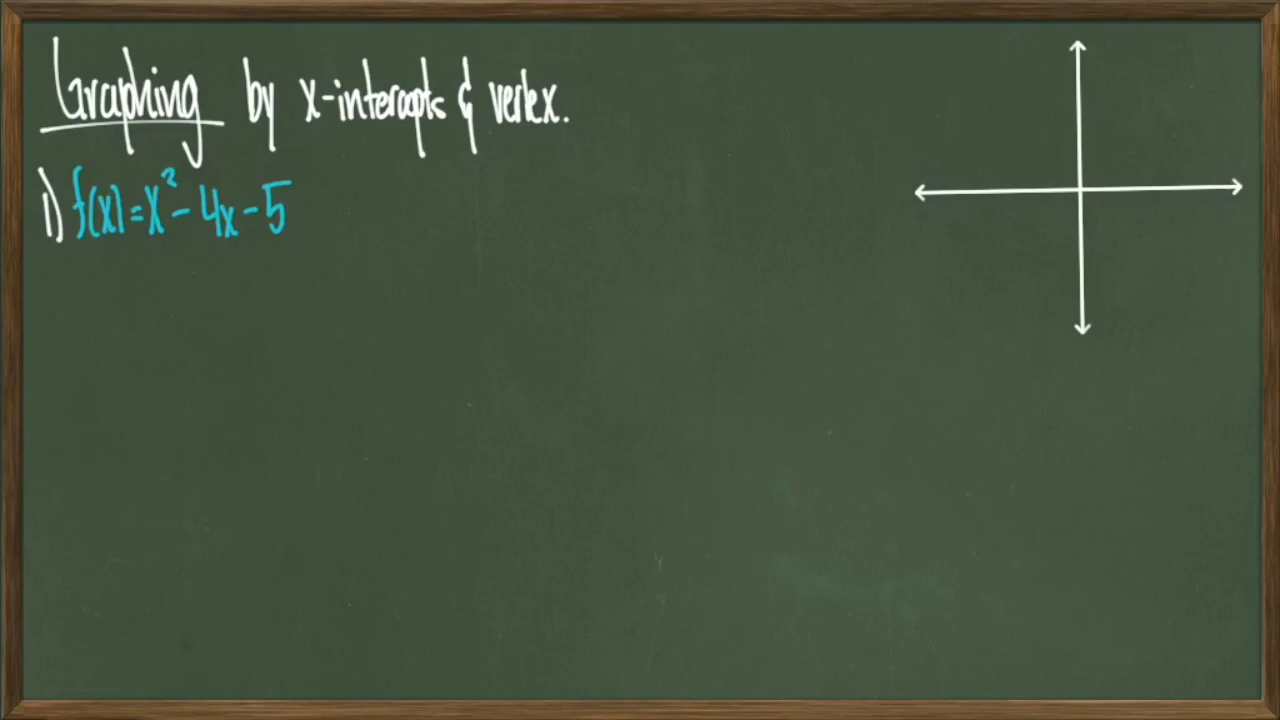 Graphing by x-intercepts & vertex.
1) f(x) = x² - 4x - 5